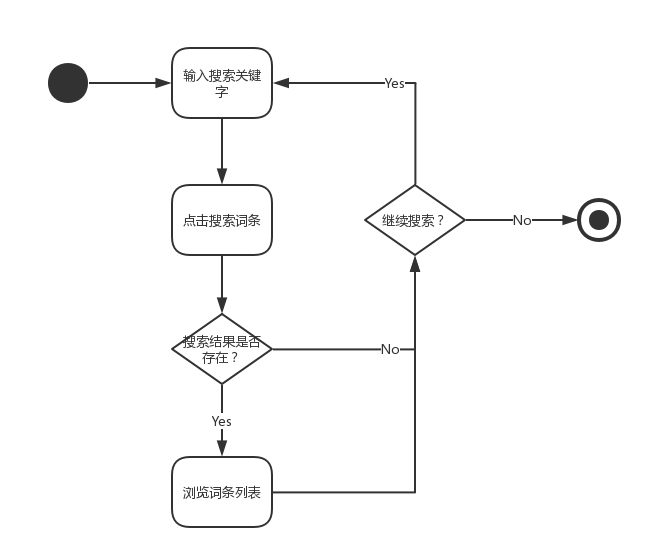 输入搜索关键
字
Yes
点击搜索词条
继续搜索？
No
搜索结果是否
存在？
No
Yes
浏览词条列表